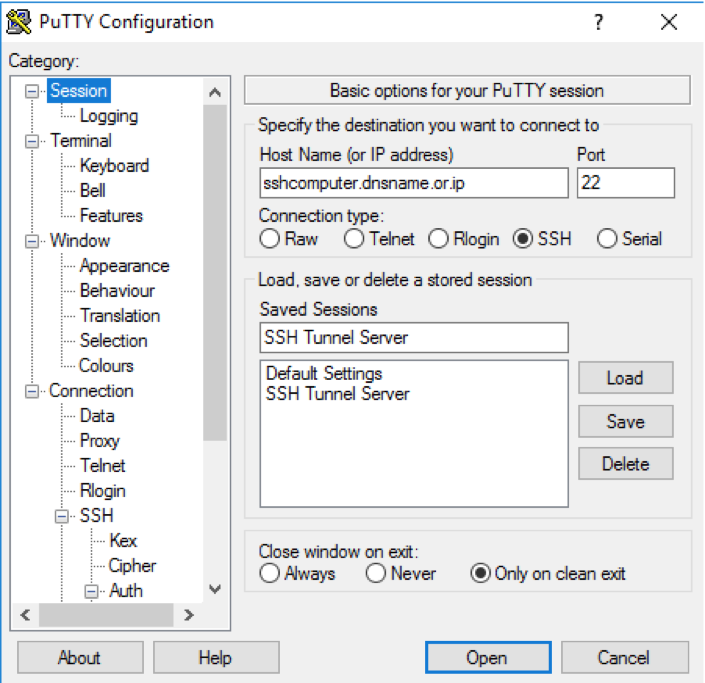 PuTTY Configuration
?
Category:
Session
Logging
Terminal
Keyboard
Bell
Features
Window
Appearance
Behaviour
Translation
Selection
Colours
Connection
Data
Proxy
Telnet
Rlogin
SSH
Kex
Cipher
Auth
Basic options for your PuTTY session
Specify the destination you want to connect to
Host Name (or IP address) Port
sshcomputer.dnsname.or.ip 22
Connection type:
Raw Telnet Rlogin SSH Serial
Load, save or delete a stored session
Saved Sessions
SSH Tunnel Server
Default Settings
SSH Tunnel Server
Load
Save
Delete
Close window on exit:
Always Never Only on clean exit
About Help Open Cancel